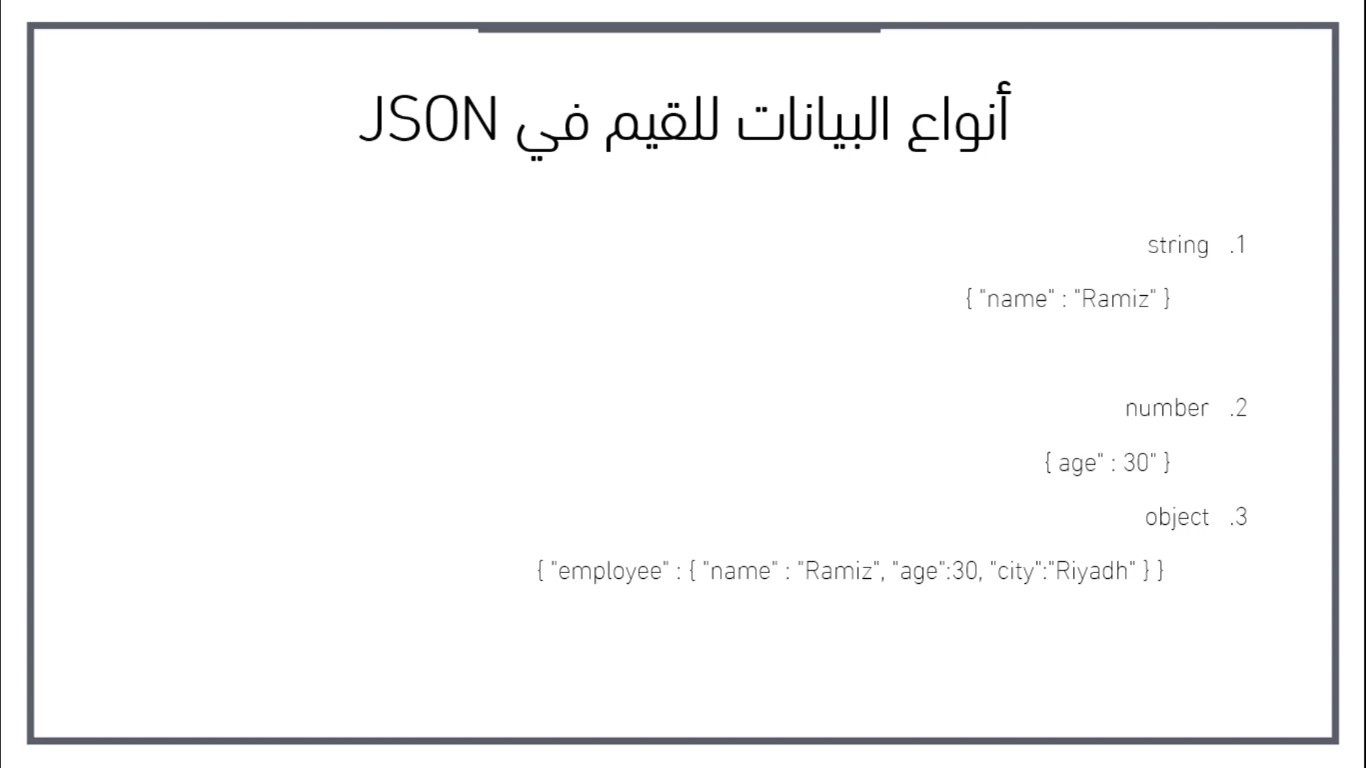 أنواع البيانات للقيم في JSON
1. string
{ "name" : "Ramiz" }
2. number
{ age" : 30" }
3. object
{ "employee" : { "name" : "Ramiz", "age":30, "city":"Riyadh" } }